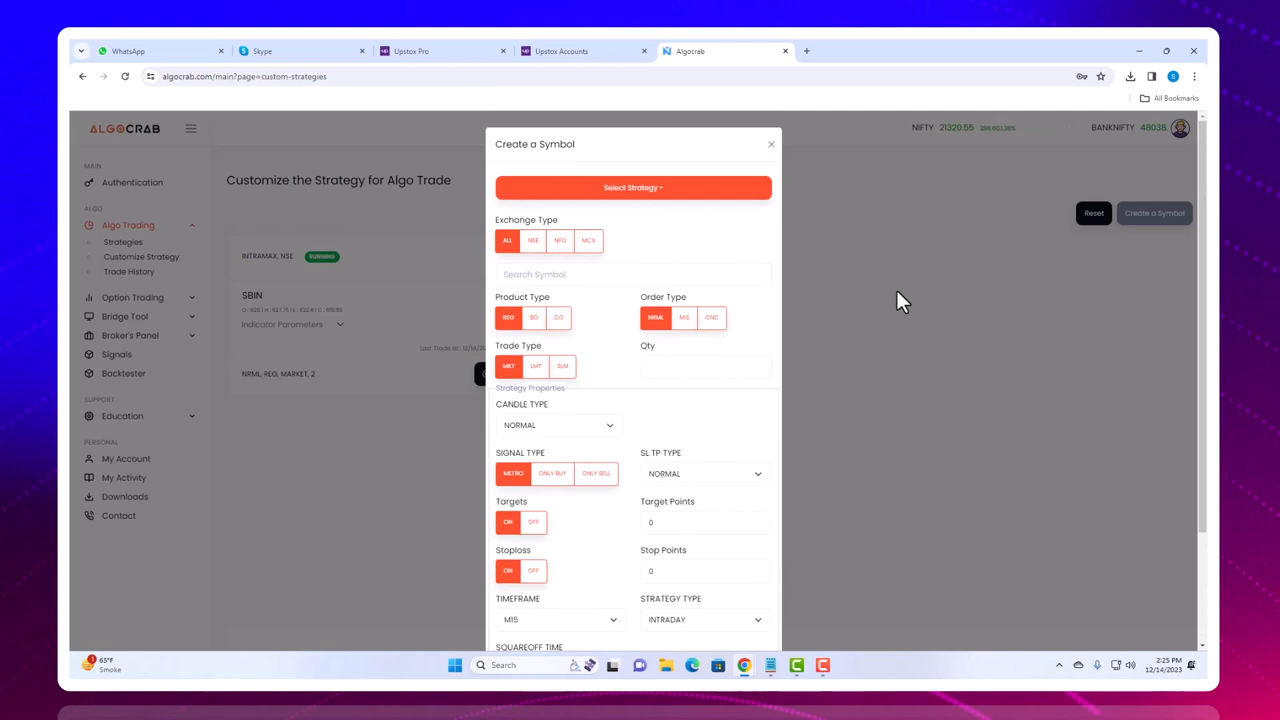 WhatsApp
Skype
Upstox Pro
Upstox Accounts
Algocrab
algocrab.com/main?page=custom-strategies
All Bookmarks
ALGOCRAB
NIFTY 21320.55
BANKNIFTY 48038.
MAIN
Authentication
ALGO
Algo Trading
Strategies
Customize Strategy
Trade History
Option Trading
Bridge Tool
Broker's Panel
Signals
Backtester
SUPPORT
Education
PERSONAL
My Account
My Activity
Downloads
Contact
Customize the Strategy for Algo Trade
Reset
Create a Symbol
INTRAMAX, NSE RUNNING
SBIN
Indicator Parameters
Last Trade at : 12/14/20
NRML, REG, MARKET, 2
Create a Symbol
Select Strategy
Exchange Type
ALL NSE NFO MCX
Search Symbol
Product Type Order Type
REG BO CO NRML MIS CNC
Trade Type Qty
MKT LMT SLM
Strategy Properties
CANDLE TYPE
NORMAL
SIGNAL TYPE SL TP TYPE
METRO ONLY BUY ONLY SELL NORMAL
Targets Target Points
ON OFF 0
Stoploss Stop Points
ON OFF 0
TIMEFRAME STRATEGY TYPE
M15 INTRADAY
SQUAREOFF TIME
65°F
Smoke
Search
2:25 PM
12/14/2023